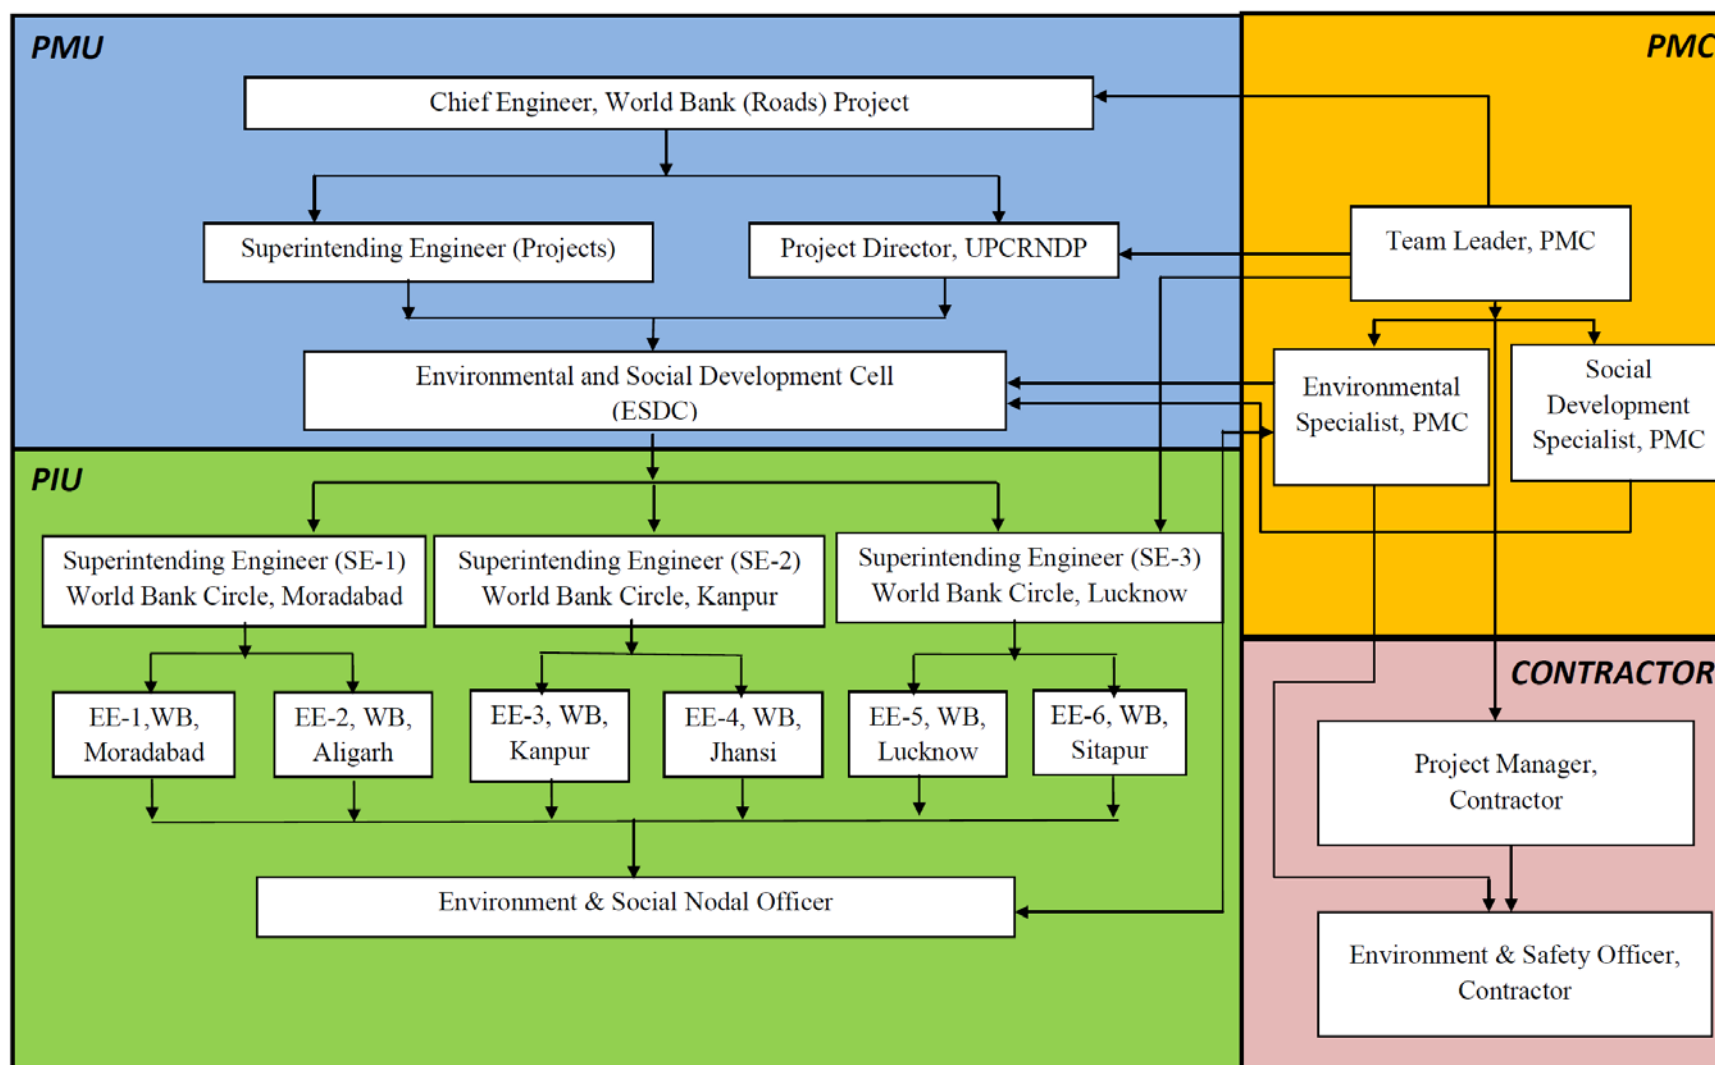 PMU
PMC
Chief Engineer, World Bank (Roads) Project
Superintending Engineer (Projects)
Project Director, UPCRNDP
Team Leader, PMC
Environmental and Social Development Cell
(ESDC)
Environmental
Specialist, PMC
Social
Development
Specialist, PMC
PIU
Superintending Engineer (SE-1)
World Bank Circle, Moradabad
Superintending Engineer (SE-2)
World Bank Circle, Kanpur
Superintending Engineer (SE-3)
World Bank Circle, Lucknow
EE-1,WB,
Moradabad
EE-2, WB,
Aligarh
EE-3, WB,
Kanpur
EE-4, WB,
Jhansi
EE-5, WB,
Lucknow
EE-6, WB,
Sitapur
Environment & Social Nodal Officer
CONTRACTOR
Project Manager,
Contractor
Environment & Safety Officer,
Contractor